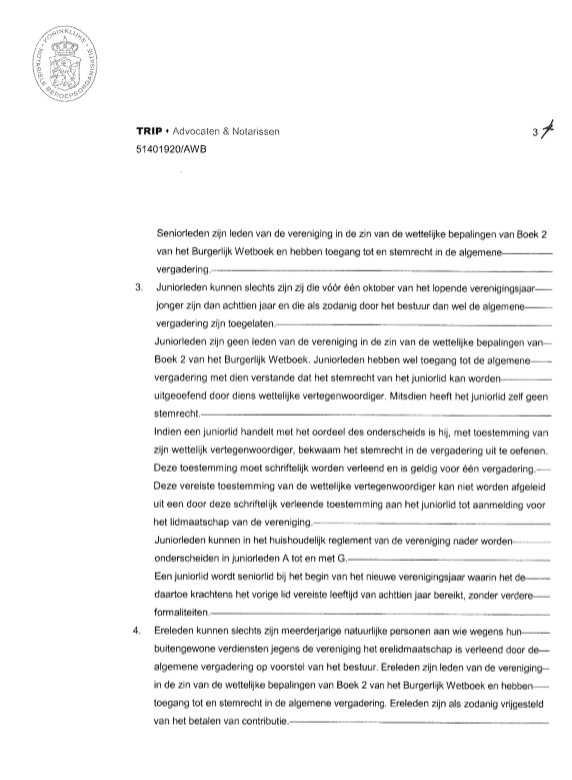 KONINKLIJKE
NOTARIËLE BEROEPSORGANISATIE
TRIP • Advocaten & Notarissen
3
51401920/AWB
Seniorleden zijn leden van de vereniging in de zin van de wettelijke bepalingen van Boek 2
van het Burgerlijk Wetboek en hebben toegang tot en stemrecht in de algemene
vergadering.
3. Juniorleden kunnen slechts zijn zij die vóór één oktober van het lopende verenigingsjaar
jonger zijn dan achttien jaar en die als zodanig door het bestuur dan wel de algemene
vergadering zijn toegelaten.
Juniorleden zijn geen leden van de vereniging in de zin van de wettelijke bepalingen van
Boek 2 van het Burgerlijk Wetboek. Juniorleden hebben wel toegang tot de algemene
vergadering met dien verstande dat het stemrecht van het juniorlid kan worden
uitgeoefend door diens wettelijke vertegenwoordiger. Mitsdien heeft het juniorlid zelf geen
stemrecht.
Indien een juniorlid handelt met het oordeel des onderscheids is hij, met toestemming van
zijn wettelijk vertegenwoordiger, bekwaam het stemrecht in de vergadering uit te oefenen.
Deze toestemming moet schriftelijk worden verleend en is geldig voor één vergadering.
Deze vereiste toestemming van de wettelijke vertegenwoordiger kan niet worden afgeleid
uit een door deze schriftelijk verleende toestemming aan het juniorlid tot aanmelding voor
het lidmaatschap van de vereniging.
Juniorleden kunnen in het huishoudelijk reglement van de vereniging nader worden
onderscheiden in juniorleden A tot en met G.
Een juniorlid wordt seniorlid bij het begin van het nieuwe verenigingsjaar waarin het de
daartoe krachtens het vorige lid vereiste leeftijd van achttien jaar bereikt, zonder verdere
formaliteiten.
4. Ereleden kunnen slechts zijn meerderjarige natuurlijke personen aan wie wegens hun
buitengewone verdiensten jegens de vereniging het erelidmaatschap is verleend door de
algemene vergadering op voorstel van het bestuur. Ereleden zijn leden van de vereniging
in de zin van de wettelijke bepalingen van Boek 2 van het Burgerlijk Wetboek en hebben
toegang tot en stemrecht in de algemene vergadering. Ereleden zijn als zodanig vrijgesteld
van het betalen van contributie.